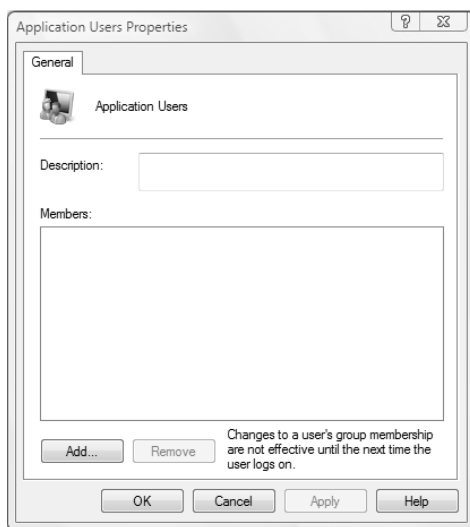 Application Users Properties
General
Application Users
Description:
Members:
Add...
Remove
Changes to a user's group membership
are not effective until the next time the
user logs on.
OK
Cancel
Apply
Help